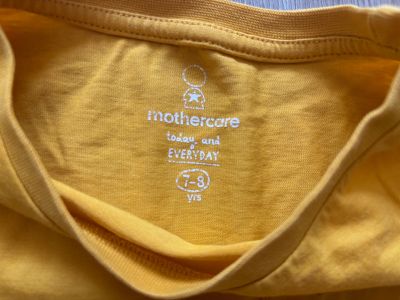 mothercare
today and
EVERYDAY
7-8
yrs